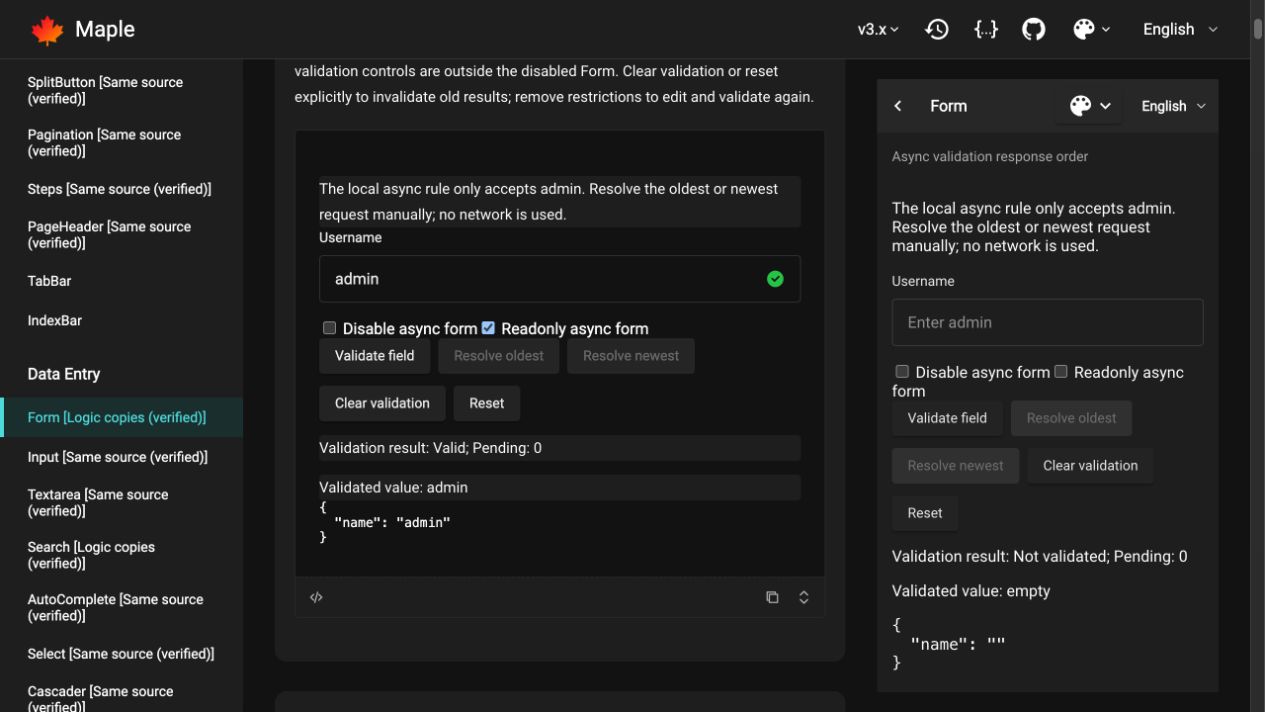 Maple
v3.x
English
SplitButton [Same source
(verified)]
Pagination [Same source
(verified)]
Steps [Same source (verified)]
PageHeader [Same source
(verified)]
TabBar
IndexBar
Data Entry
Form [Logic copies (verified)]
Input [Same source (verified)]
Textarea [Same source
(verified)]
Search [Logic copies
(verified)]
AutoComplete [Same source
(verified)]
Select [Same source (verified)]
Cascader [Same source
(verified)]
validation controls are outside the disabled Form. Clear validation or reset
explicitly to invalidate old results; remove restrictions to edit and validate again.
The local async rule only accepts admin. Resolve the oldest or newest
request manually; no network is used.
Username
admin
Disable async form Readonly async form
Validate field Resolve oldest Resolve newest
Clear validation Reset
Validation result: Valid; Pending: 0
Validated value: admin
{
"name": "admin"
}
</>
Form
English
Async validation response order
The local async rule only accepts admin.
Resolve the oldest or newest request
manually; no network is used.
Username
Enter admin
Disable async form Readonly async
form
Validate field Resolve oldest
Resolve newest Clear validation
Reset
Validation result: Not validated; Pending: 0
Validated value: empty
{
"name": ""
}